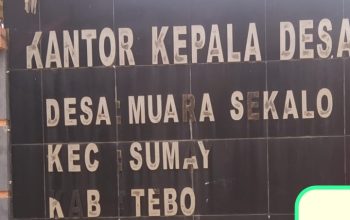 KANTOR KEPALA DESA
DESA MUARA SEKALO
KEC SUMAY
KAB TEBO